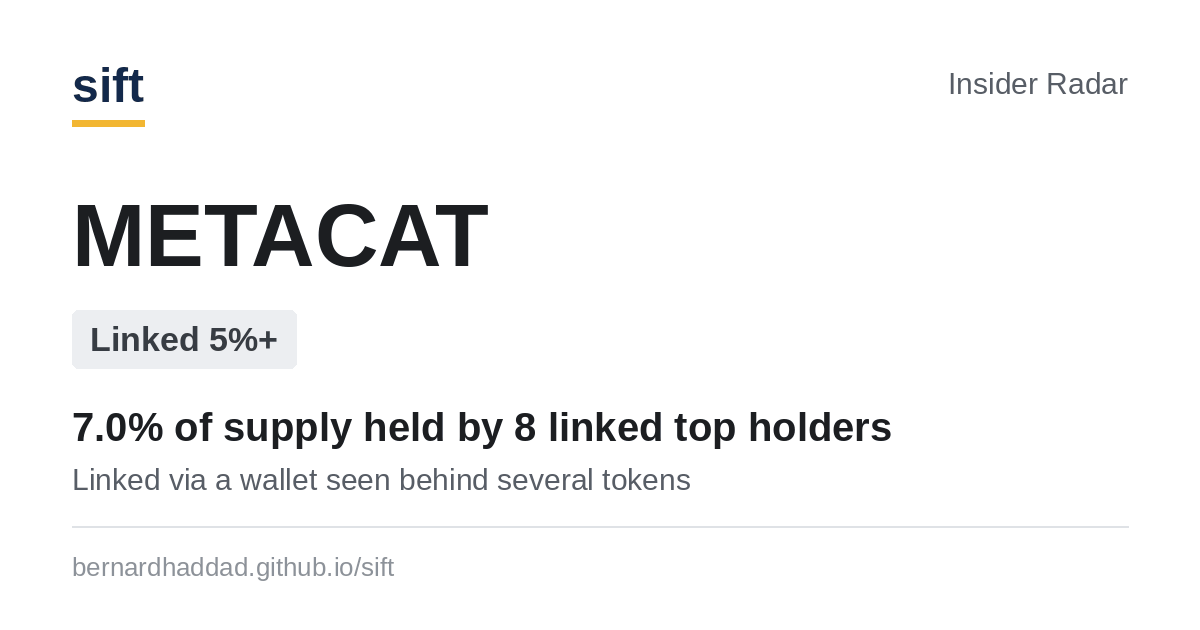 sift
Insider Radar
METACAT
Linked 5%+
7.0% of supply held by 8 linked top holders
Linked via a wallet seen behind several tokens
bernardhaddad.github.io/sift